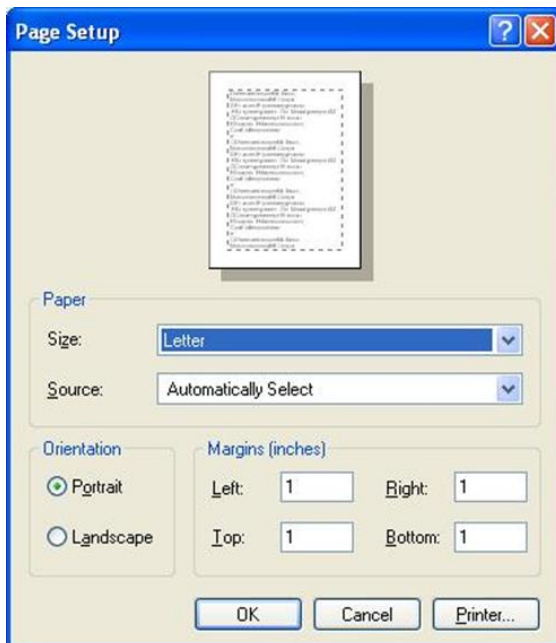 Page Setup
Paper
Size: Letter
Source: Automatically Select
Orientation
Portrait
Landscape
Margins (inches)
Left: 1 Right: 1
Top: 1 Bottom: 1
OK Cancel Printer...